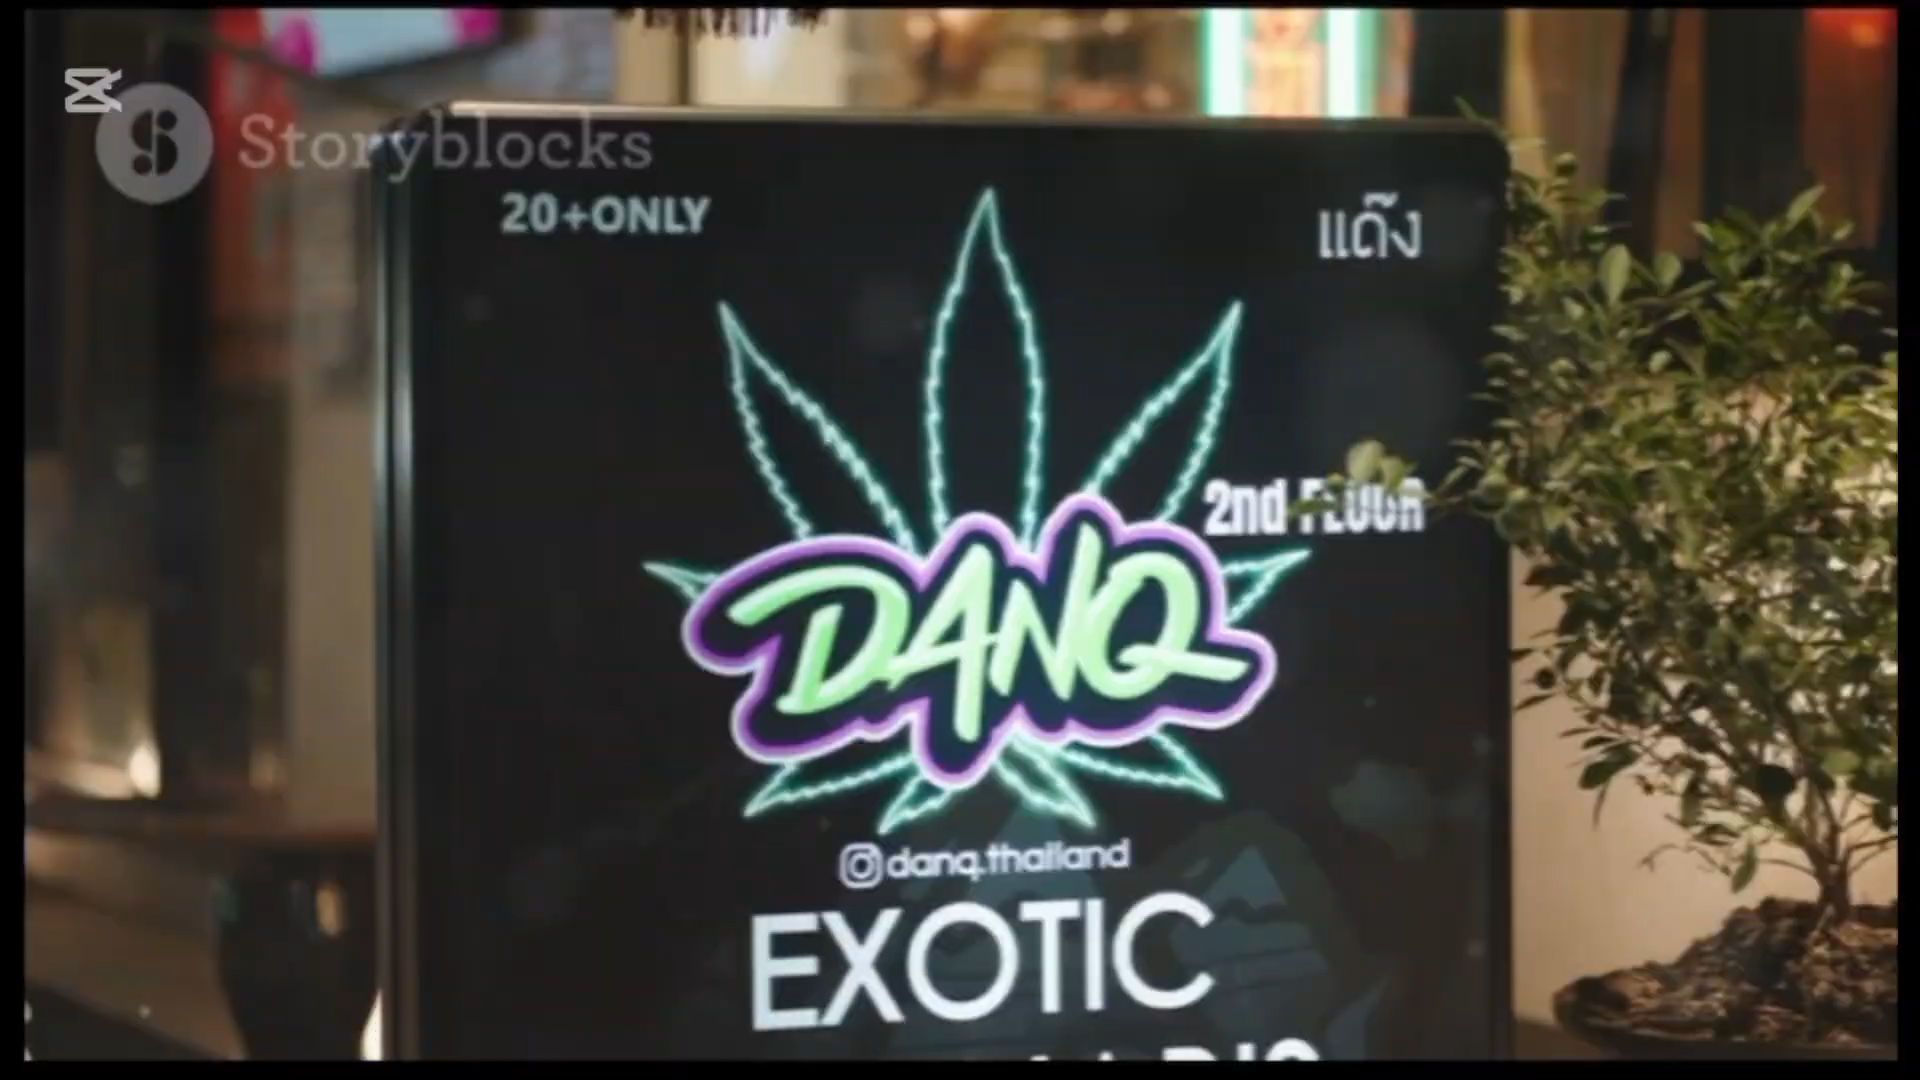 Storyblocks
20+ONLY
แด๊ง
2nd FLOOR
DANQ
danq.thailand
EXOTIC